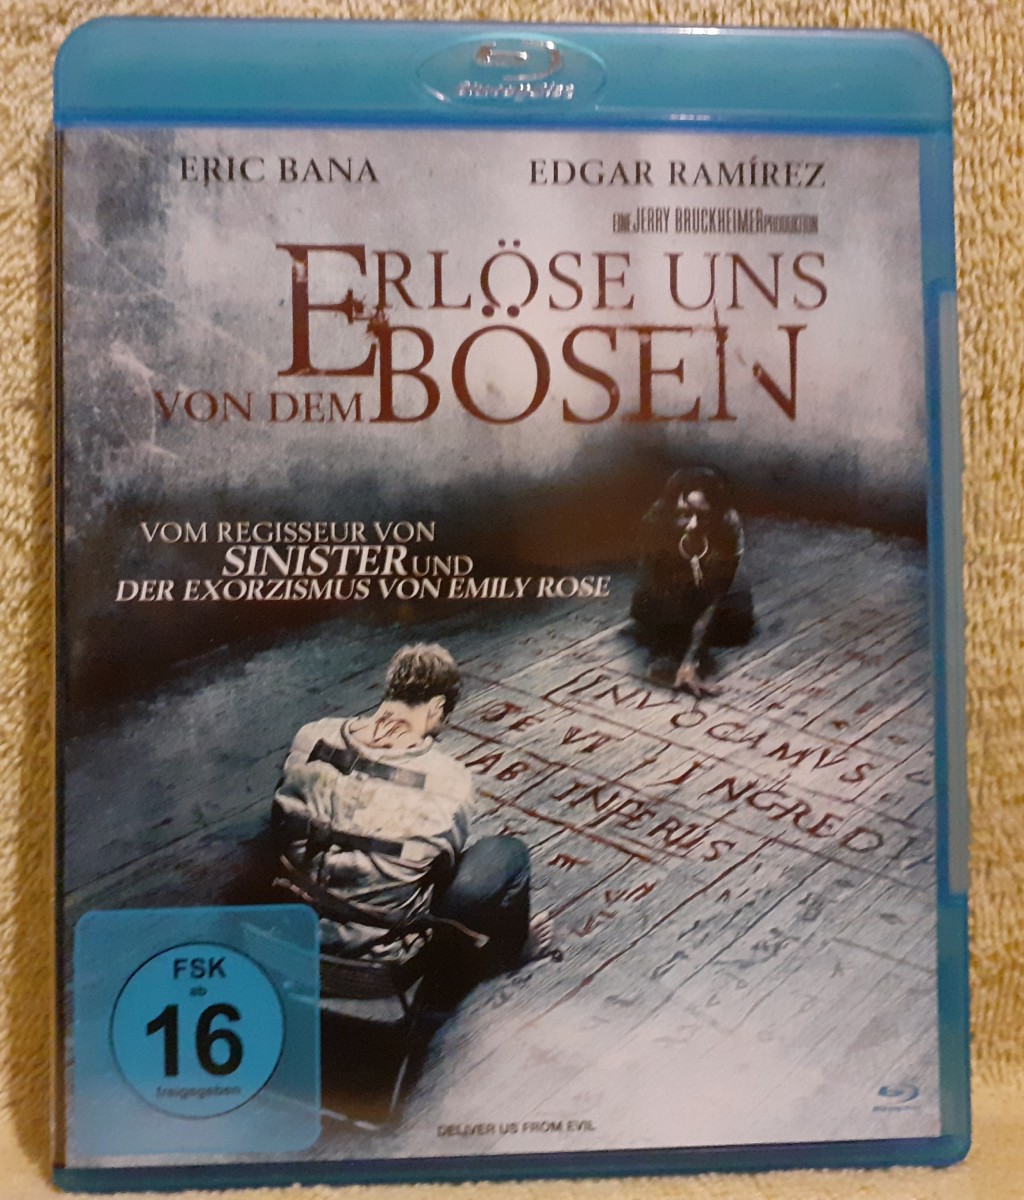 Blu-ray Disc
ERIC BANA
EDGAR RAMÍREZ
EINE JERRY BRUCKHEIMER PRODUKTION
ERLÖSE UNS
VON DEM BÖSEN
VOM REGISSEUR VON
SINISTER UND
DER EXORZISMUS VON EMILY ROSE
INVOCAMUS
TE VT INGRED
AB INFERIS
FSK
ab
16
freigegeben
DELIVER US FROM EVIL